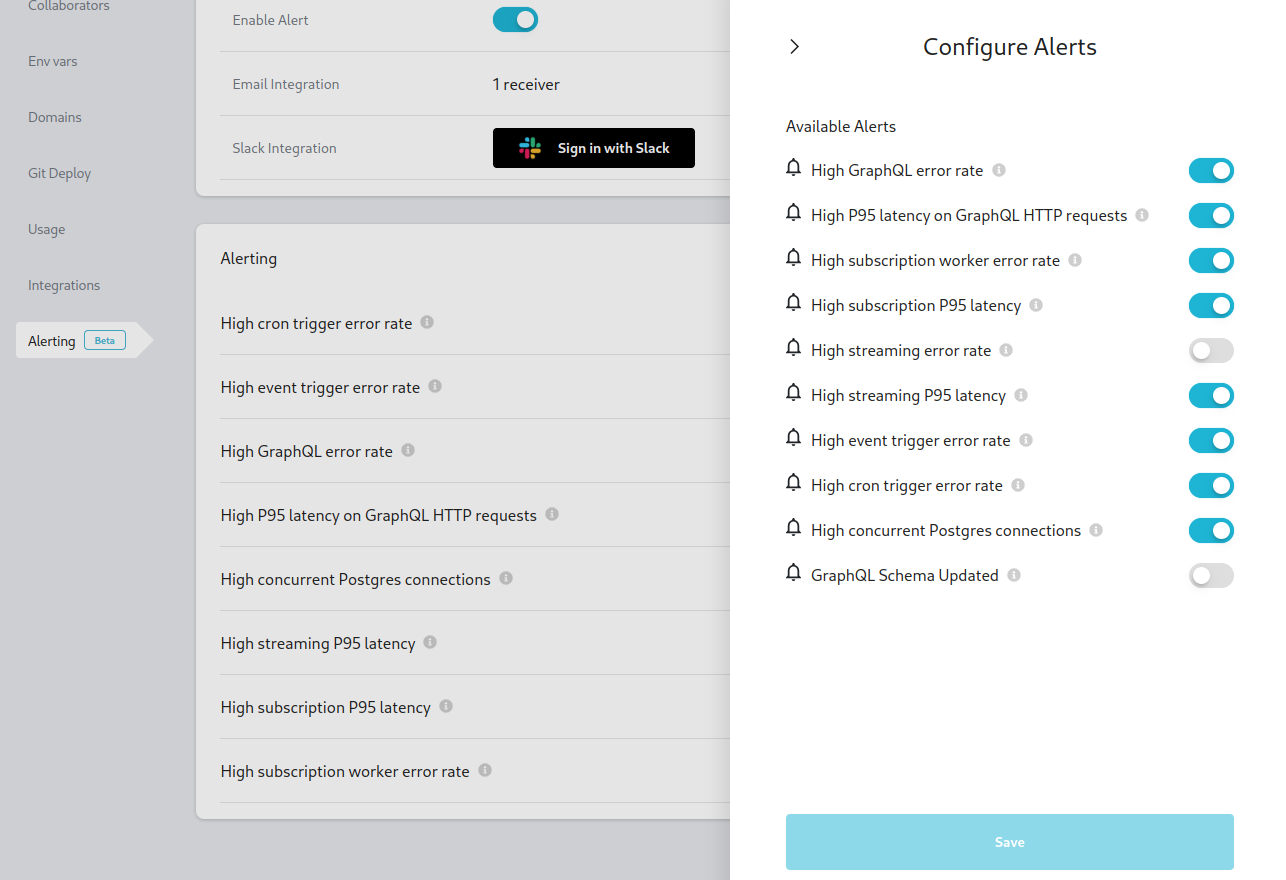 Collaborators
Env vars
Domains
Git Deploy
Usage
Integrations
Alerting Beta
Enable Alert
Email Integration 1 receiver
Slack Integration Sign in with Slack
Alerting
High cron trigger error rate
High event trigger error rate
High GraphQL error rate
High P95 latency on GraphQL HTTP requests
High concurrent Postgres connections
High streaming P95 latency
High subscription P95 latency
High subscription worker error rate
Configure Alerts
Available Alerts
High GraphQL error rate
High P95 latency on GraphQL HTTP requests
High subscription worker error rate
High subscription P95 latency
High streaming error rate
High streaming P95 latency
High event trigger error rate
High cron trigger error rate
High concurrent Postgres connections
GraphQL Schema Updated
Save